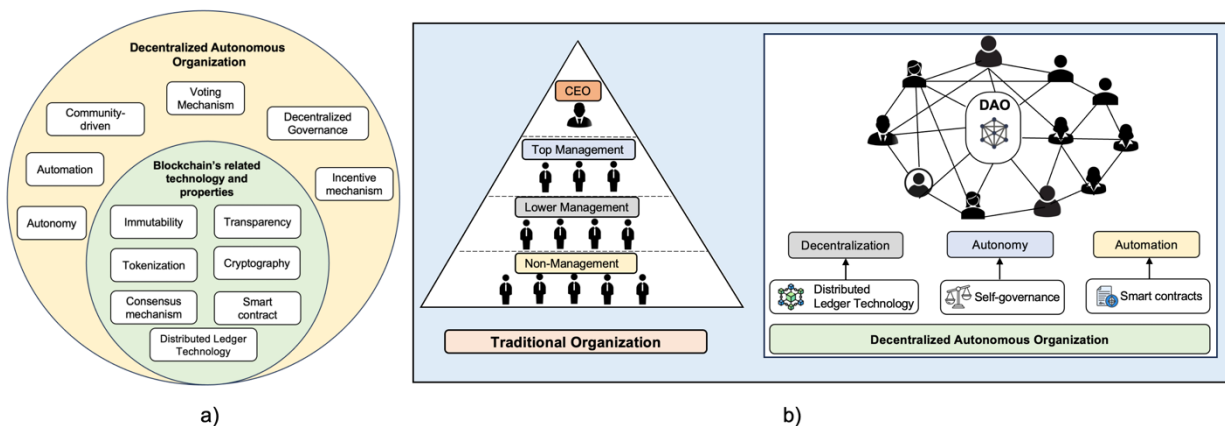 Decentralized Autonomous
Organization
Voting
Mechanism
Community-
driven
Decentralized
Governance
Automation
Incentive
mechanism
Autonomy
Blockchain's related
technology and
properties
Immutability
Transparency
Tokenization
Cryptography
Consensus
mechanism
Smart
contract
Distributed Ledger
Technology
a)
CEO
Top Management
Lower Management
Non-Management
Traditional Organization
DAO
Decentralization
Autonomy
Automation
Distributed
Ledger Technology
Self-governance
Smart contracts
Decentralized Autonomous Organization
b)